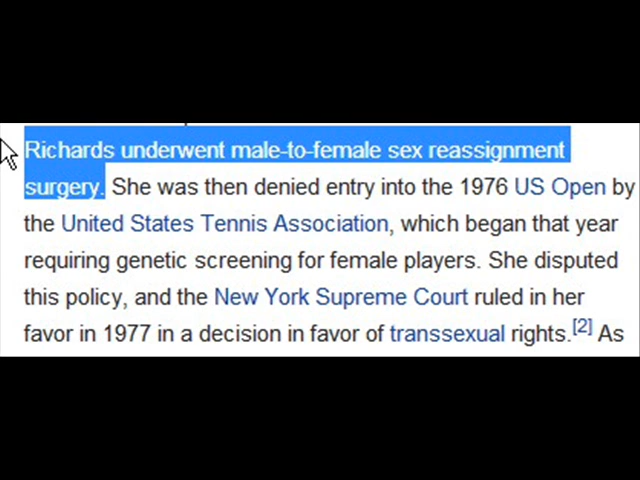 Richards underwent male-to-female sex reassignment
surgery. She was then denied entry into the 1976 US Open by
the United States Tennis Association, which began that year
requiring genetic screening for female players. She disputed
this policy, and the New York Supreme Court ruled in her
favor in 1977 in a decision in favor of transsexual rights.[2] As